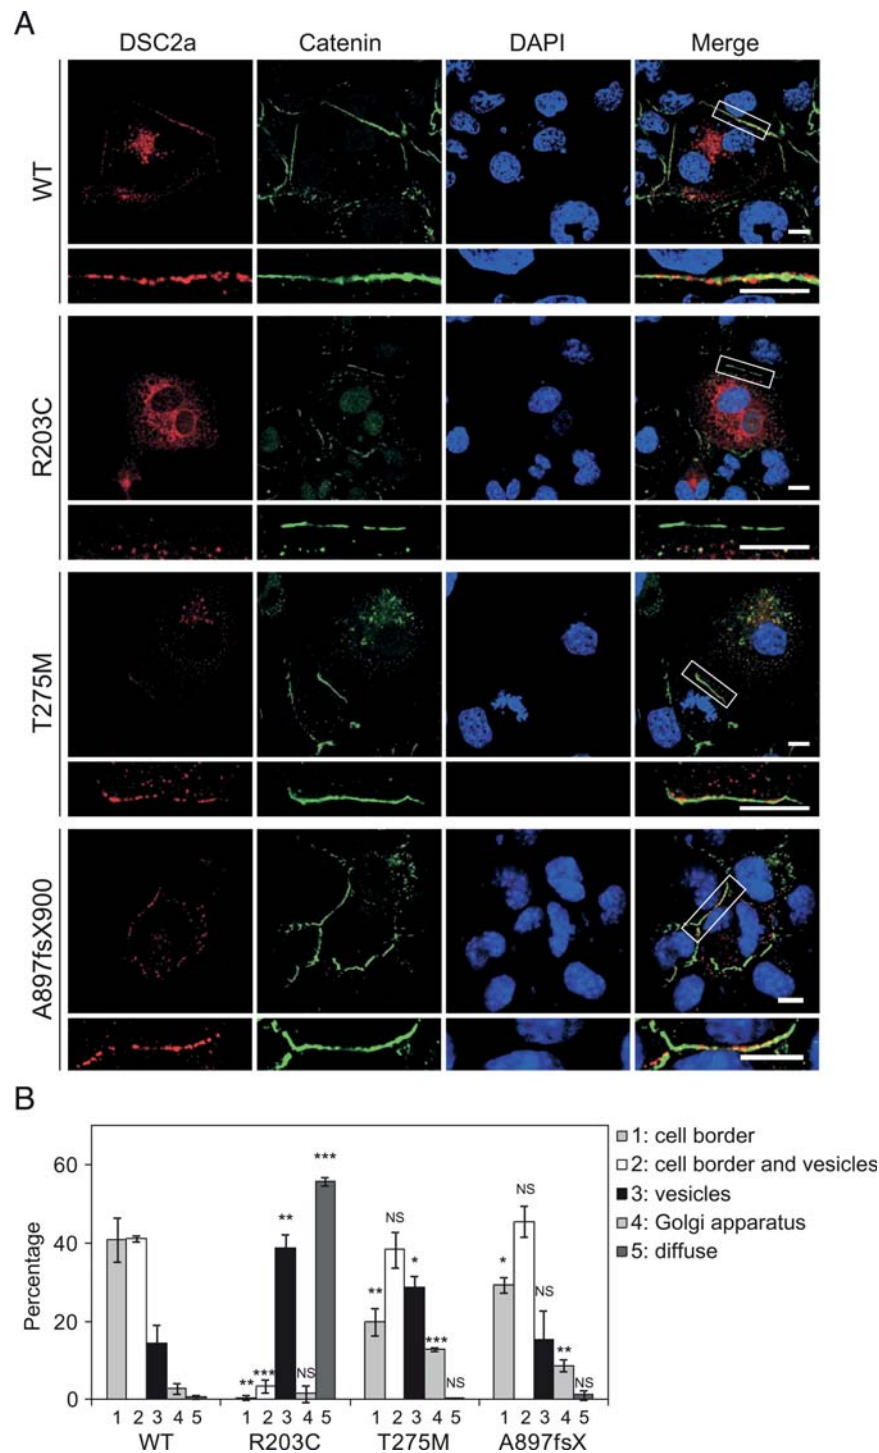 A
DSC2a Catenin DAPI Merge
WT
R203C
T275M
A897fsX900
B
60
40
20
0
Percentage
** *** ** NS ***
** NS * *** NS
* NS NS ** NS
1 2 3 4 5 1 2 3 4 5 1 2 3 4 5 1 2 3 4 5
WT R203C T275M A897fsX
1: cell border
2: cell border and vesicles
3: vesicles
4: Golgi apparatus
5: diffuse